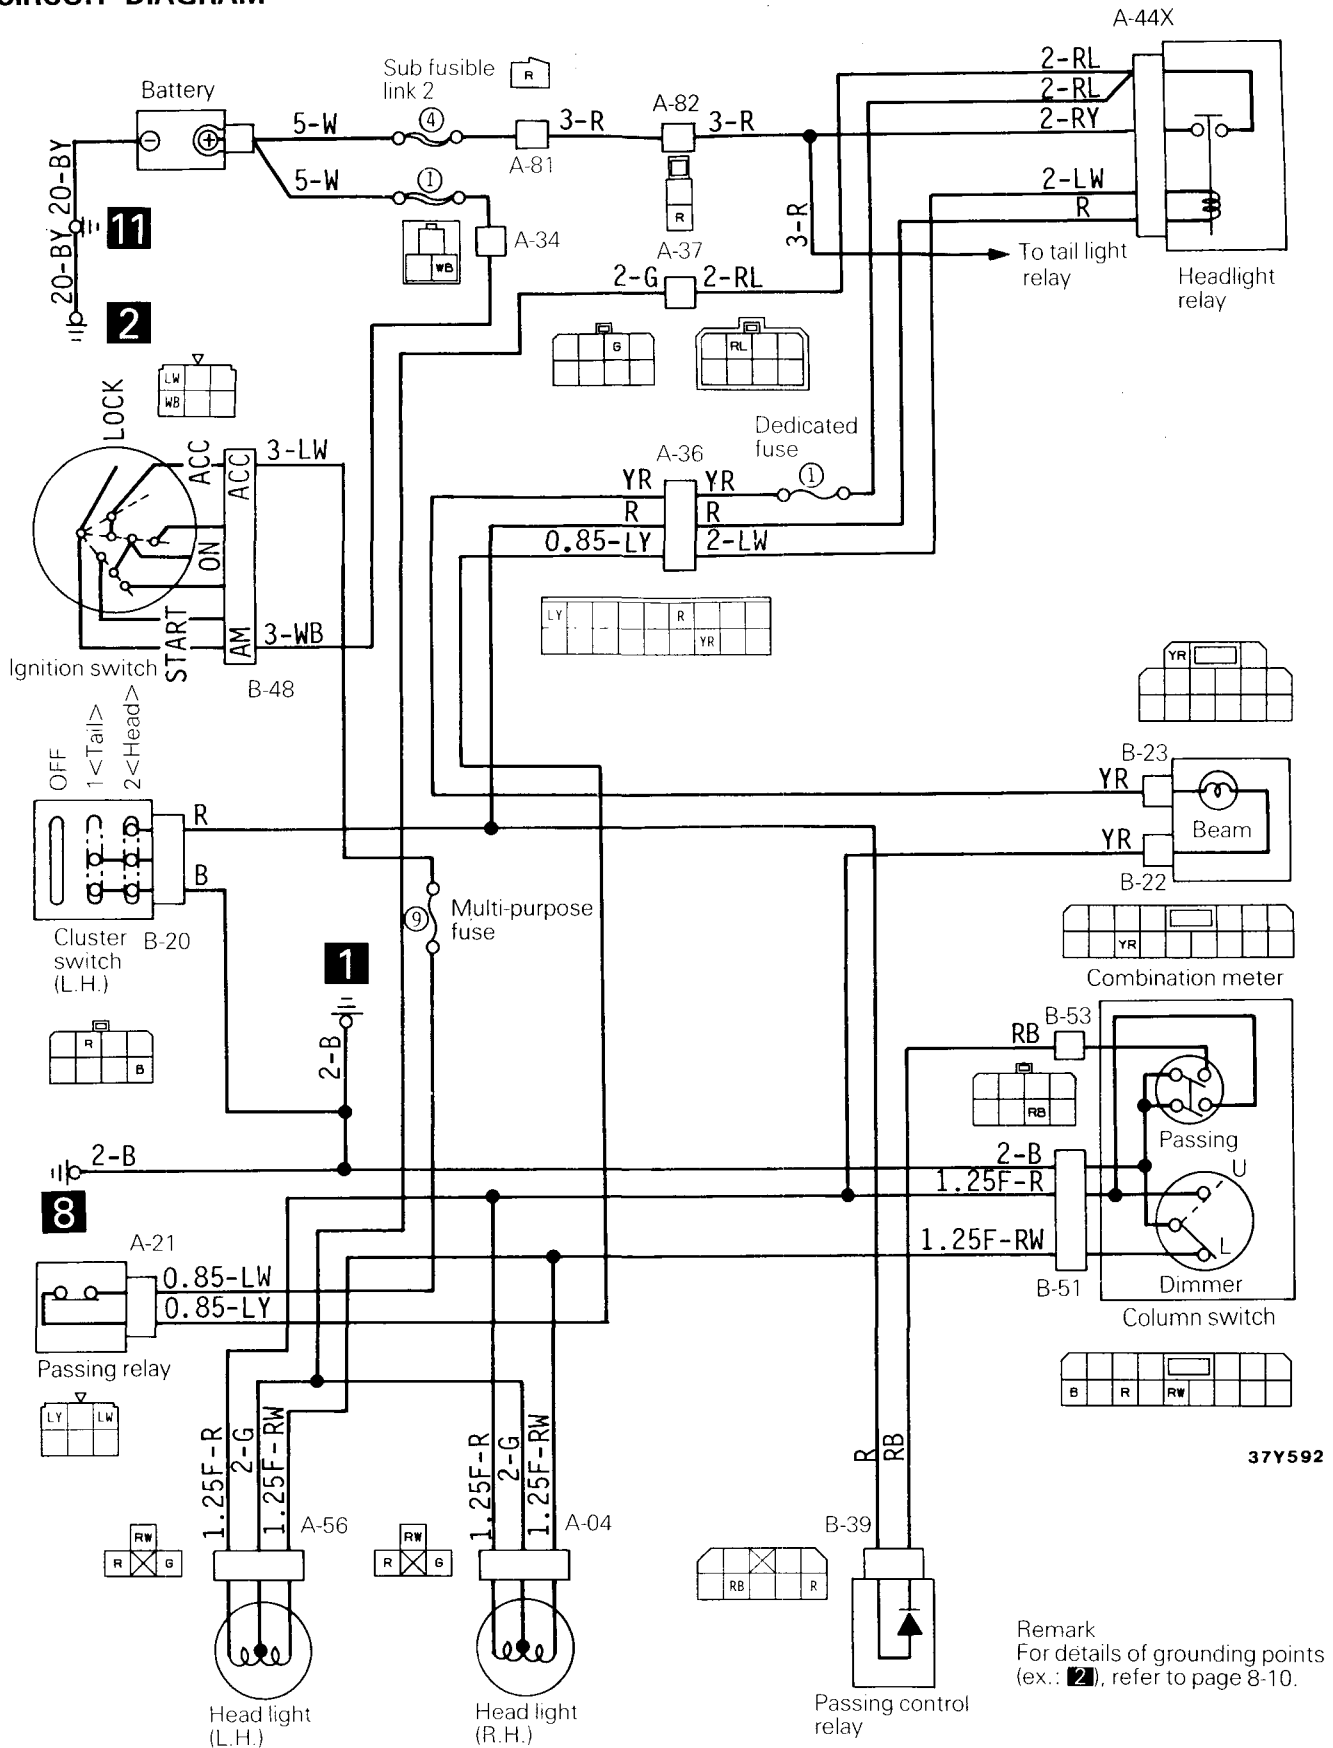 CIRCUIT DIAGRAM
A-44X
Sub fusible
link 2
R
Battery
2-RL
2-RL
A-82
5-W
④
3-R
3-R
2-RY
A-81
20-BY
5-W
①
2-LW
R
R
3-R
11
A-34
WB
A-37
To tail light
relay
Headlight
relay
20-BY
2-G
2-RL
2
G
RL
LW
WB
LOCK
Dedicated
fuse
ACC
ACC
3-LW
A-36
YR
YR
①
R
R
0.85-LY
2-LW
ON
LY
R
YR
START
AM
3-WB
Ignition switch
B-48
YR
OFF
1<Tail>
2<Head>
B-23
YR
R
Beam
YR
B
B-22
⑨
Multi-purpose
fuse
Cluster
switch
(L.H.)
B-20
1
YR
Combination meter
B-53
RB
R
B
2-B
RB
Passing
2-B
2-B
U
8
1.25F-R
A-21
1.25F-RW
L
0.85-LW
B-51
Dimmer
0.85-LY
Column switch
Passing relay
B
R
RW
LY
LW
1.25F-R
2-G
1.25F-RW
1.25F-R
2-G
1.25F-RW
R
RB
37Y592
A-56
A-04
B-39
RW
R
G
RW
R
G
RB
R
Remark
For details of grounding points
(ex.: 2), refer to page 8-10.
Head light
(L.H.)
Head light
(R.H.)
Passing control
relay